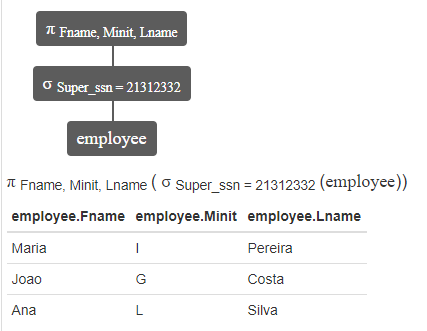 π Fname, Minit, Lname
σ Super_ssn = 21312332
employee
π Fname, Minit, Lname ( σ Super_ssn = 21312332 (employee))
employee.Fname employee.Minit employee.Lname
Maria I Pereira
Joao G Costa
Ana L Silva